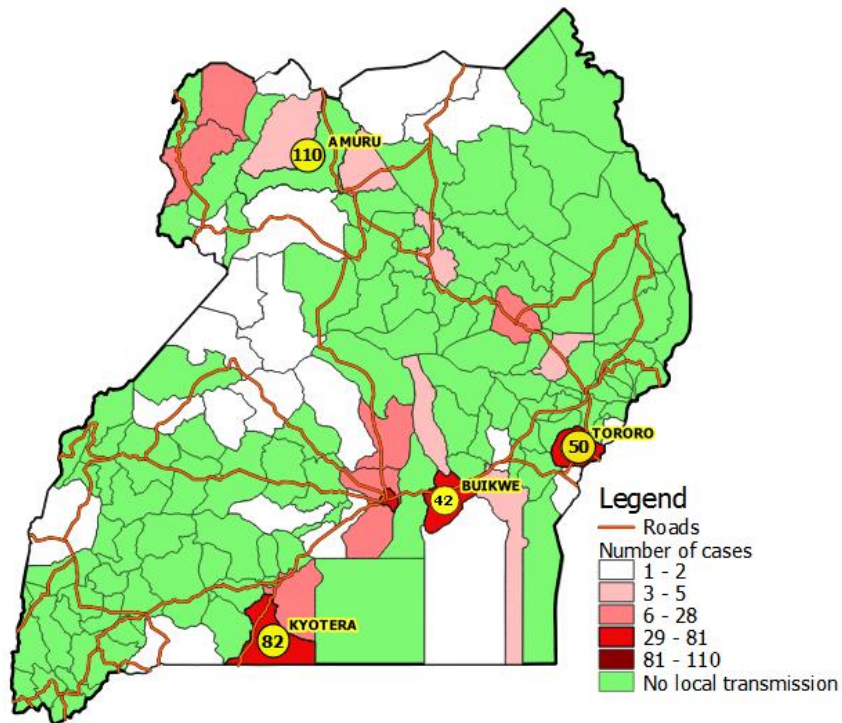 AMURU
110
TORORO
50
BUIKWE
42
KYOTERA
82
Legend
Roads
Number of cases
1 - 2
3 - 5
6 - 28
29 - 81
81 - 110
No local transmission